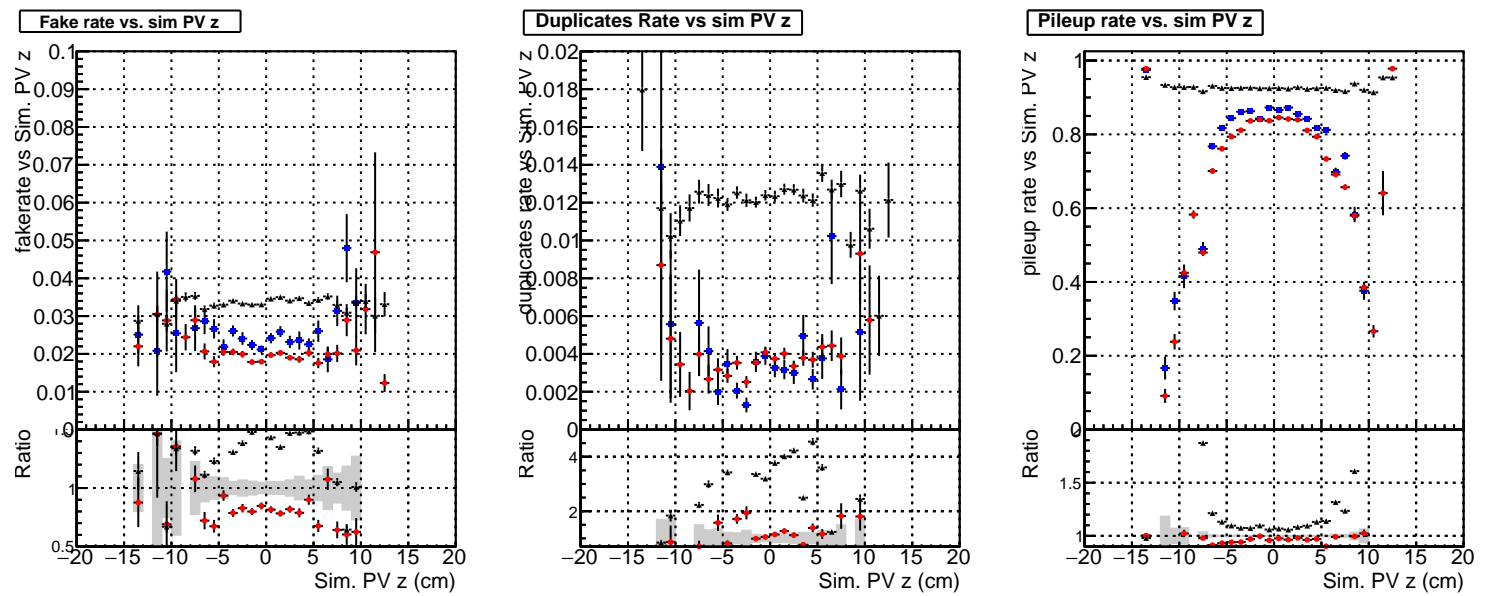 Fake rate vs. sim PV z
fakerate vs Sim. PV z
0.1
0.09
0.08
0.07
0.06
0.05
0.04
0.03
0.02
0.01
0
Ratio
1
0.5
−20 −15 −10 −5 0 5 10 15 20
Sim. PV z (cm)
Duplicates Rate vs sim PV z
duplicates rate vs Sim. PV z
0.02
0.018
0.016
0.014
0.012
0.01
0.008
0.006
0.004
0.002
0
Ratio
4
2
−20 −15 −10 −5 0 5 10 15 20
Sim. PV z (cm)
Pileup rate vs. sim PV z
pileup rate vs Sim. PV z
1
0.8
0.6
0.4
0.2
0
Ratio
1.5
1
−20 −15 −10 −5 0 5 10 15 20
Sim. PV z (cm)